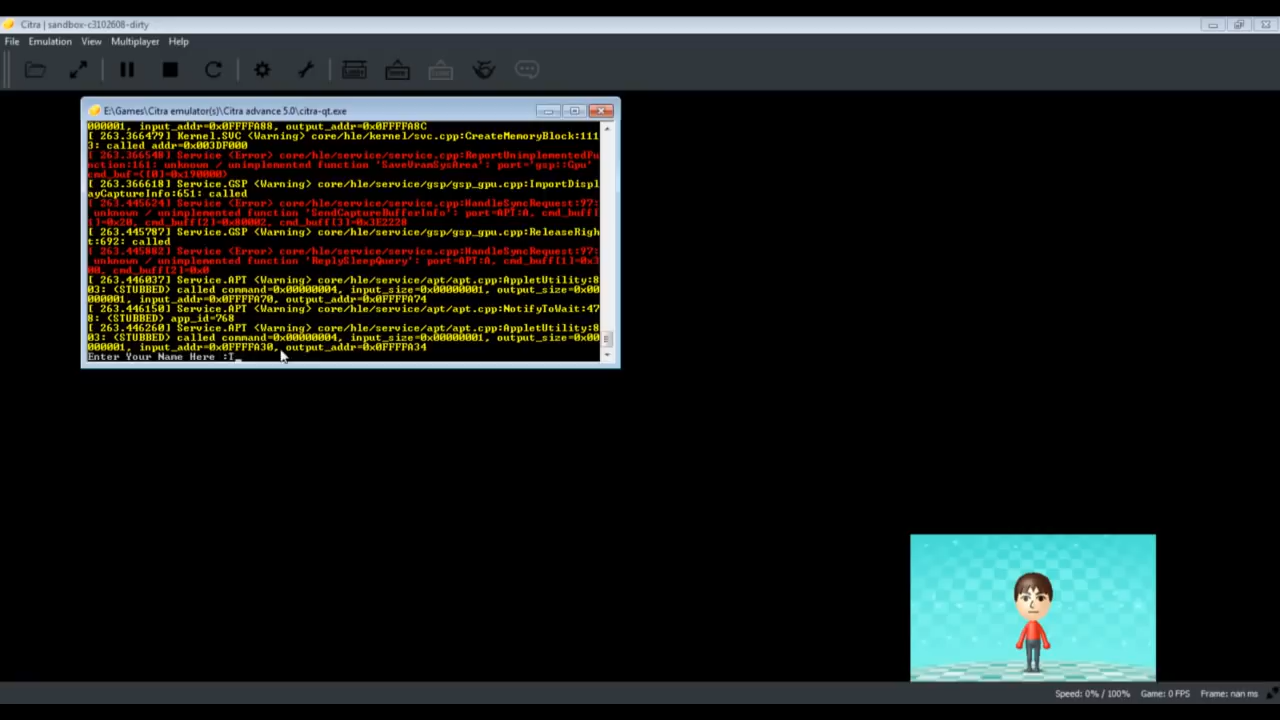 Citra | sandbox-c3102608-dirty
File Emulation View Multiplayer Help
E:\Games\Citra emulator(s)\Citra advance 5.0\citra-qt.exe
000001, input_addr=0x0FFFFA88, output_addr=0x0FFFFA8C
[ 263.366479] Kernel.SVC <Warning> core/hle/kernel/svc.cpp:CreateMemoryBlock:111
3: called addr=0x003DF000
[ 263.366548] Service <Error> core/hle/service/service.cpp:ReportUnimplementedFu
nction:161: unknown / unimplemented function 'SaveVramSysArea': port='gsp::Gpu'
cmd_buf={[0]=0x190000}
[ 263.366618] Service.GSP <Warning> core/hle/service/gsp/gsp_gpu.cpp:ImportDispl
ayCaptureInfo:651: called
[ 263.445624] Service <Error> core/hle/service/service.cpp:HandleSyncRequest:97:
unknown / unimplemented function 'SendCaptureBufferInfo': port=APT:A, cmd_buff[
1]=0x20, cmd_buff[2]=0x80002, cmd_buff[3]=0x3E2220
[ 263.445787] Service.GSP <Warning> core/hle/service/gsp/gsp_gpu.cpp:ReleaseRigh
t:692: called
[ 263.445882] Service <Error> core/hle/service/service.cpp:HandleSyncRequest:97:
unknown / unimplemented function 'ReplySleepQuery': port=APT:A, cmd_buff[1]=0x3
00, cmd_buff[2]=0x0
[ 263.446037] Service.APT <Warning> core/hle/service/apt/apt.cpp:AppletUtility:8
03: (STUBBED) called command=0x00000004, input_size=0x00000001, output_size=0x00
000001, input_addr=0x0FFFFA70, output_addr=0x0FFFFA74
[ 263.446150] Service.APT <Warning> core/hle/service/apt/apt.cpp:NotifyToWait:47
8: (STUBBED) app_id=768
[ 263.446260] Service.APT <Warning> core/hle/service/apt/apt.cpp:AppletUtility:8
03: (STUBBED) called command=0x00000004, input_size=0x00000001, output_size=0x00
000001, input_addr=0x0FFFFA30, output_addr=0x0FFFFA34
Enter Your Name Here :T_
Speed: 0% / 100% Game: 0 FPS Frame: nan ms